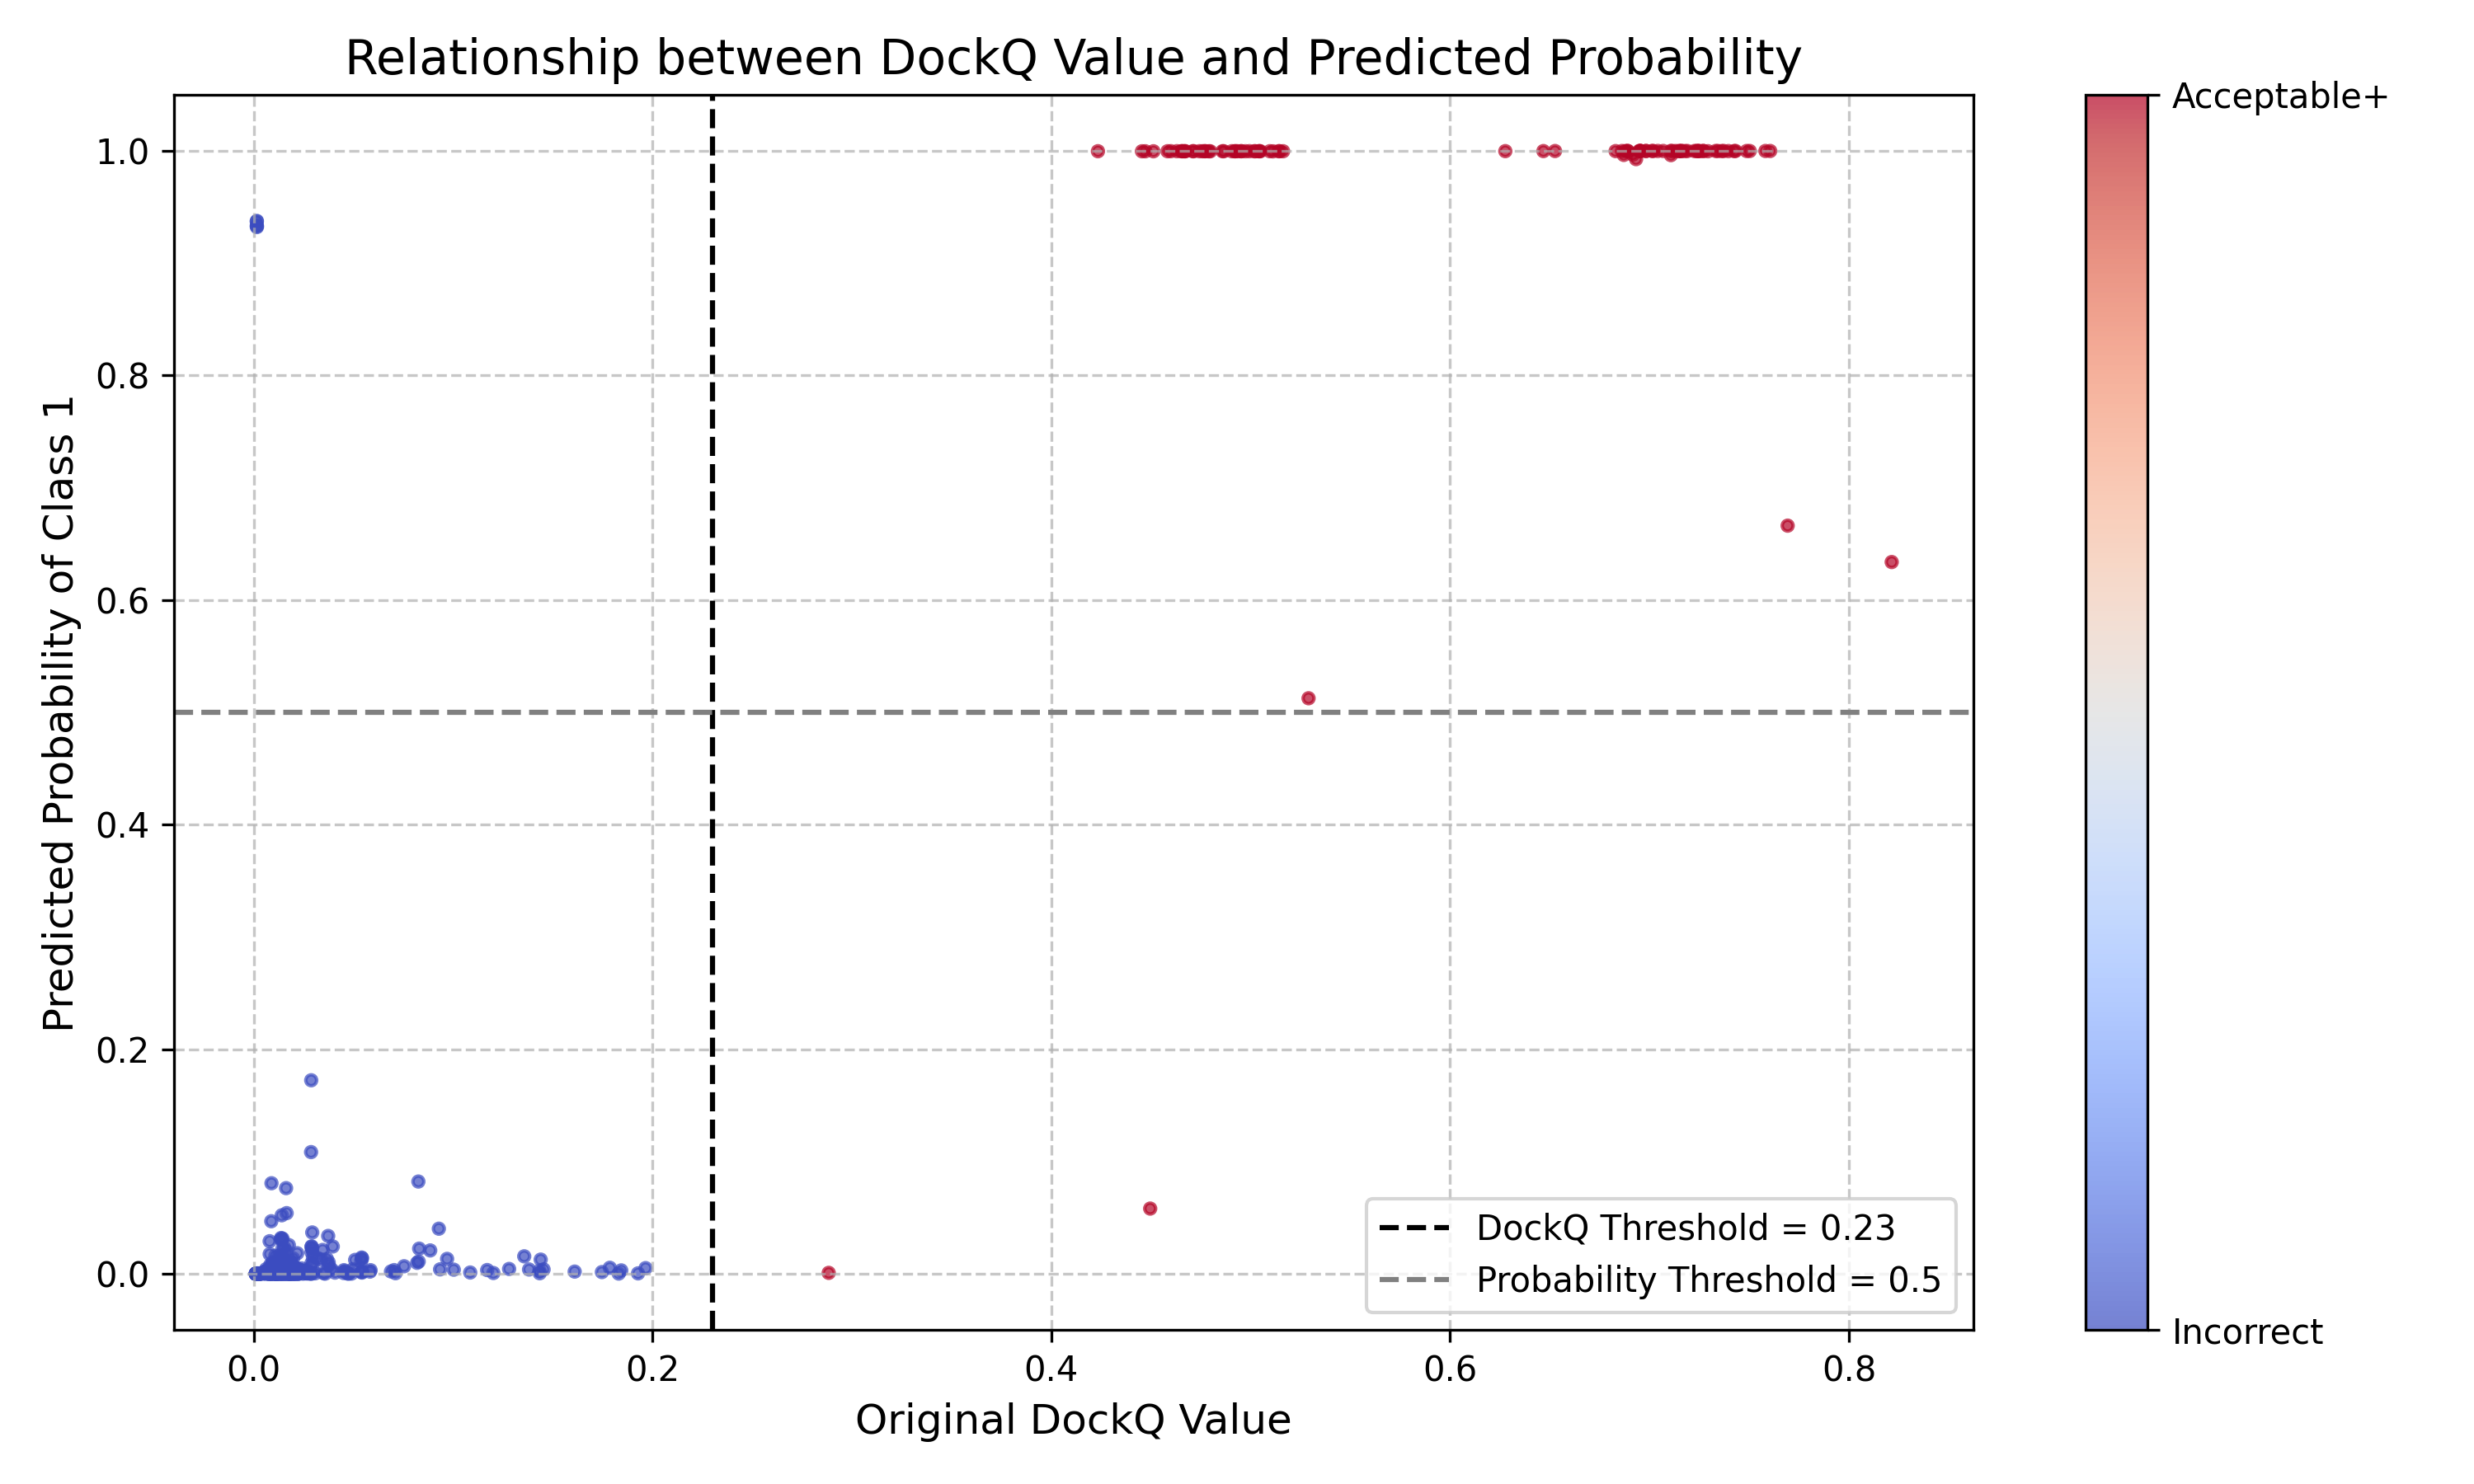 Relationship between DockQ Value and Predicted Probability
Predicted Probability of Class 1
1.0
0.8
0.6
0.4
0.2
0.0
0.0
0.2
0.4
0.6
0.8
Original DockQ Value
DockQ Threshold = 0.23
Probability Threshold = 0.5
Acceptable+
Incorrect